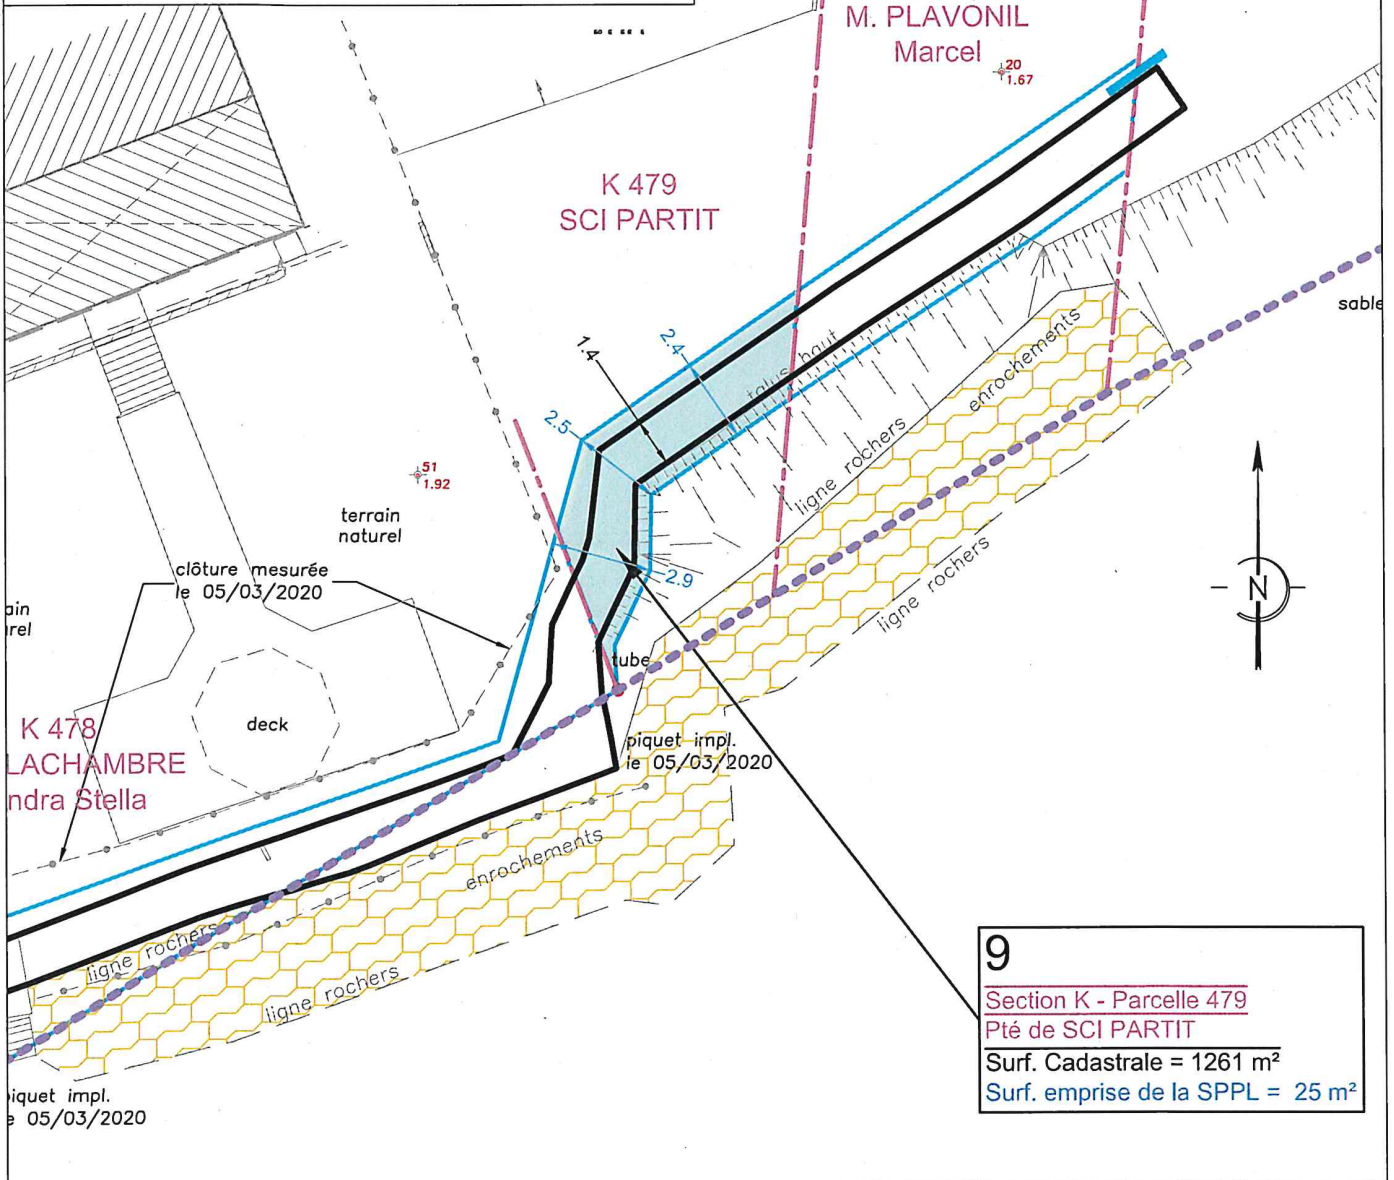 M. PLAVONIL
Marcel
20
1.67
K 479
SCI PARTIT
sable
enrochements
2.4
1.4
talus haut
2.5
ligne rochers
51
1.92
terrain
naturel
ligne rochers
clôture mesurée
le 05/03/2020
2.9
N
ain
rel
tube
K 478
LACHAMBRE
ndra Stella
deck
piquet impl.
le 05/03/2020
enrochements
ligne rochers
ligne rochers
9
Section K - Parcelle 479
Pté de SCI PARTIT
Surf. Cadastrale = 1261 m²
Surf. emprise de la SPPL = 25 m²
iquet impl.
e 05/03/2020